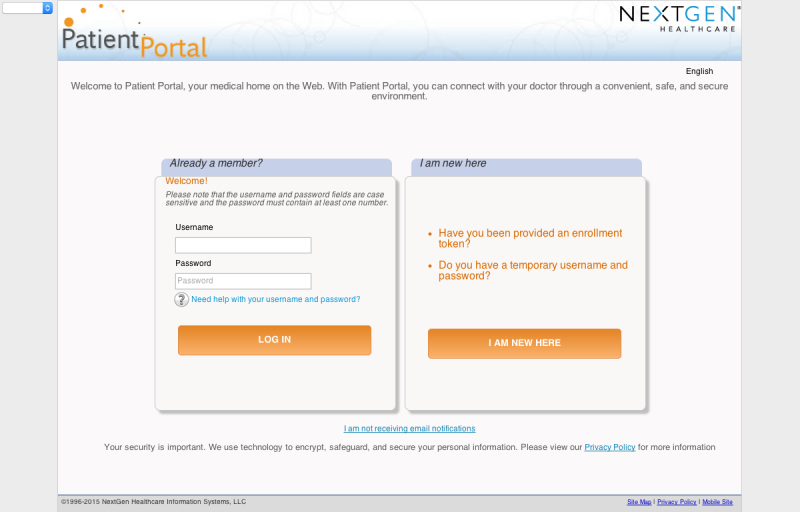 PatientPortal
NEXTGEN®
HEALTHCARE
English
Welcome to Patient Portal, your medical home on the Web. With Patient Portal, you can connect with your doctor through a convenient, safe, and secure
environment.
Already a member?
Welcome!
Please note that the username and password fields are case
sensitive and the password must contain at least one number.
Username
Password
Password
Need help with your username and password?
LOG IN
I am new here
• Have you been provided an enrollment
token?
• Do you have a temporary username and
password?
I AM NEW HERE
I am not receiving email notifications
Your security is important. We use technology to encrypt, safeguard, and secure your personal information. Please view our Privacy Policy for more information
©1996-2015 NextGen Healthcare Information Systems, LLC
Site Map | Privacy Policy | Mobile Site